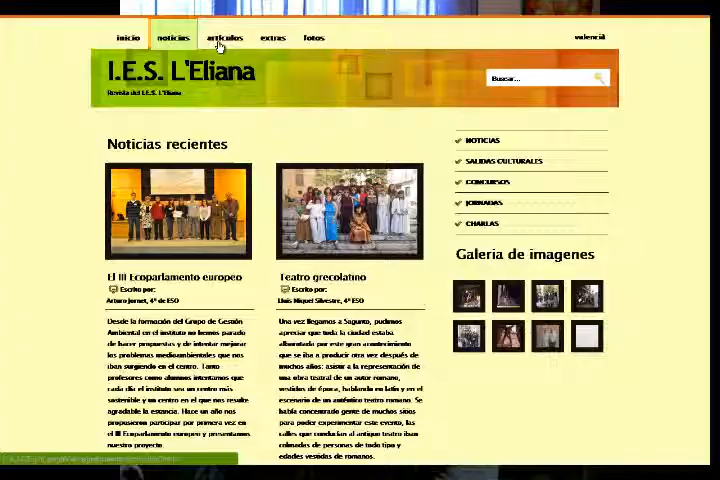 inicio
noticias
artículos
extras
fotos
valencià
I.E.S. L'Eliana
Revista del I.E.S. L'Eliana
Buscar...
Noticias recientes
El III Ecoparlamento europeo
Escrito por:
Arturo Jornet, 4º de ESO
Desde la formación del Grupo de Gestión
Ambiental en el instituto no hemos parado
de hacer propuestas y de intentar mejorar
los problemas medioambientales que nos
iban surgiendo en el centro. Tanto
profesores como alumnos intentamos que
cada día el instituto sea un centro más
sostenible y un centro en el que nos resulte
agradable la estancia. Hace un año nos
propusieron participar por primera vez en
el III Ecoparlamento europeo y presentamos
nuestro proyecto.
Teatro grecolatino
Escrito por:
Lluís Miquel Silvestre, 4º ESO
Una vez llegamos a Sagunto, pudimos
apreciar que toda la ciudad estaba
alborotada por este gran acontecimiento
que se iba a producir otra vez después de
muchos años: asistir a la representación de
una obra teatral de un autor romano,
vestidos de época, hablando en latín y en el
escenario de un auténtico teatro romano. Se
había concentrado gente de muchos sitios
para poder experimentar este evento, las
calles que conducían al antiguo teatro iban
colmadas de personas de todo tipo y
edades vestidas de romanos.
NOTICIAS
SALIDAS CULTURALES
CONCURSOS
JORNADAS
CHARLAS
Galeria de imagenes